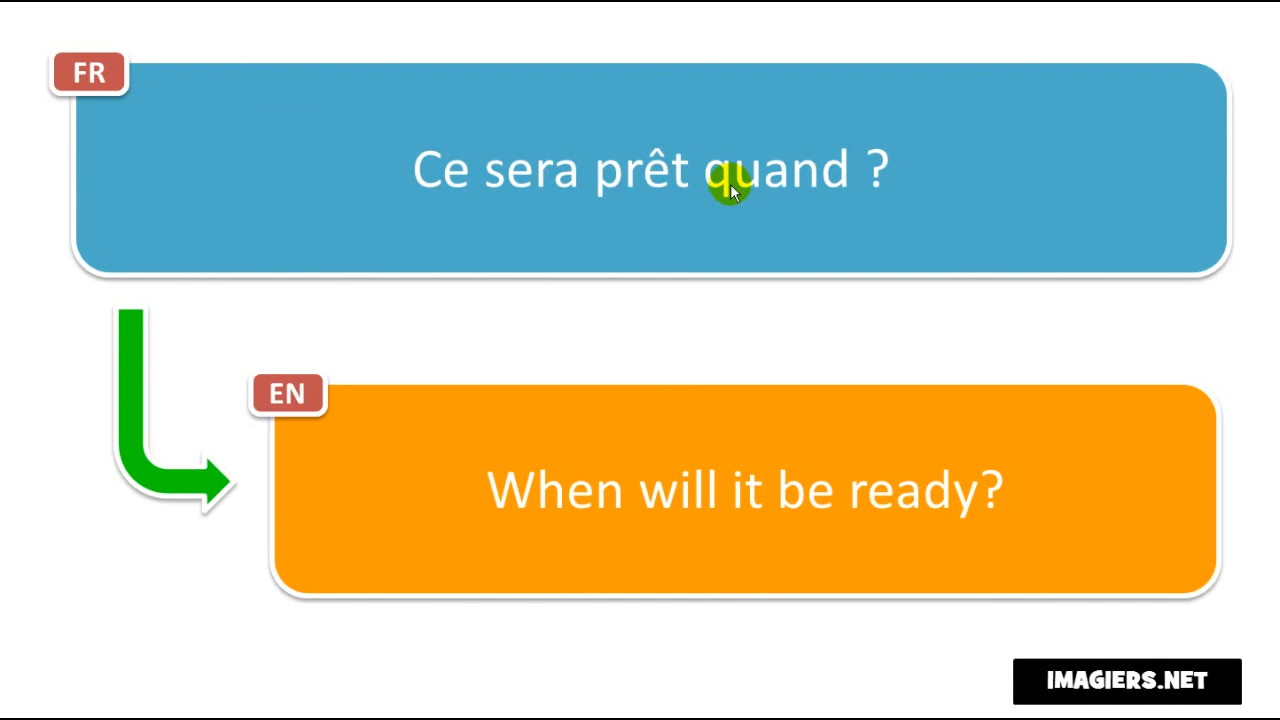 FR
Ce sera prêt quand ?
EN
When will it be ready?
IMAGIERS.NET